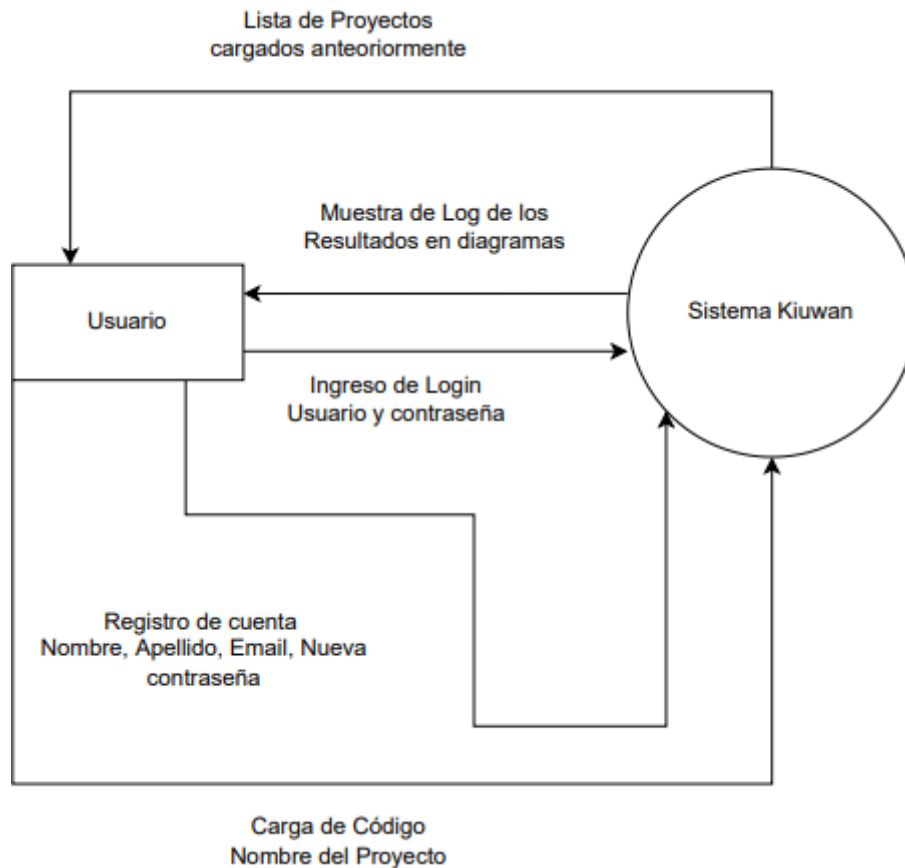 Lista de Proyectos
cargados anteoriormente
Muestra de Log de los
Resultados en diagramas
Usuario
Sistema Kiuwan
Ingreso de Login
Usuario y contraseña
Registro de cuenta
Nombre, Apellido, Email, Nueva
contraseña
Carga de Código
Nombre del Proyecto